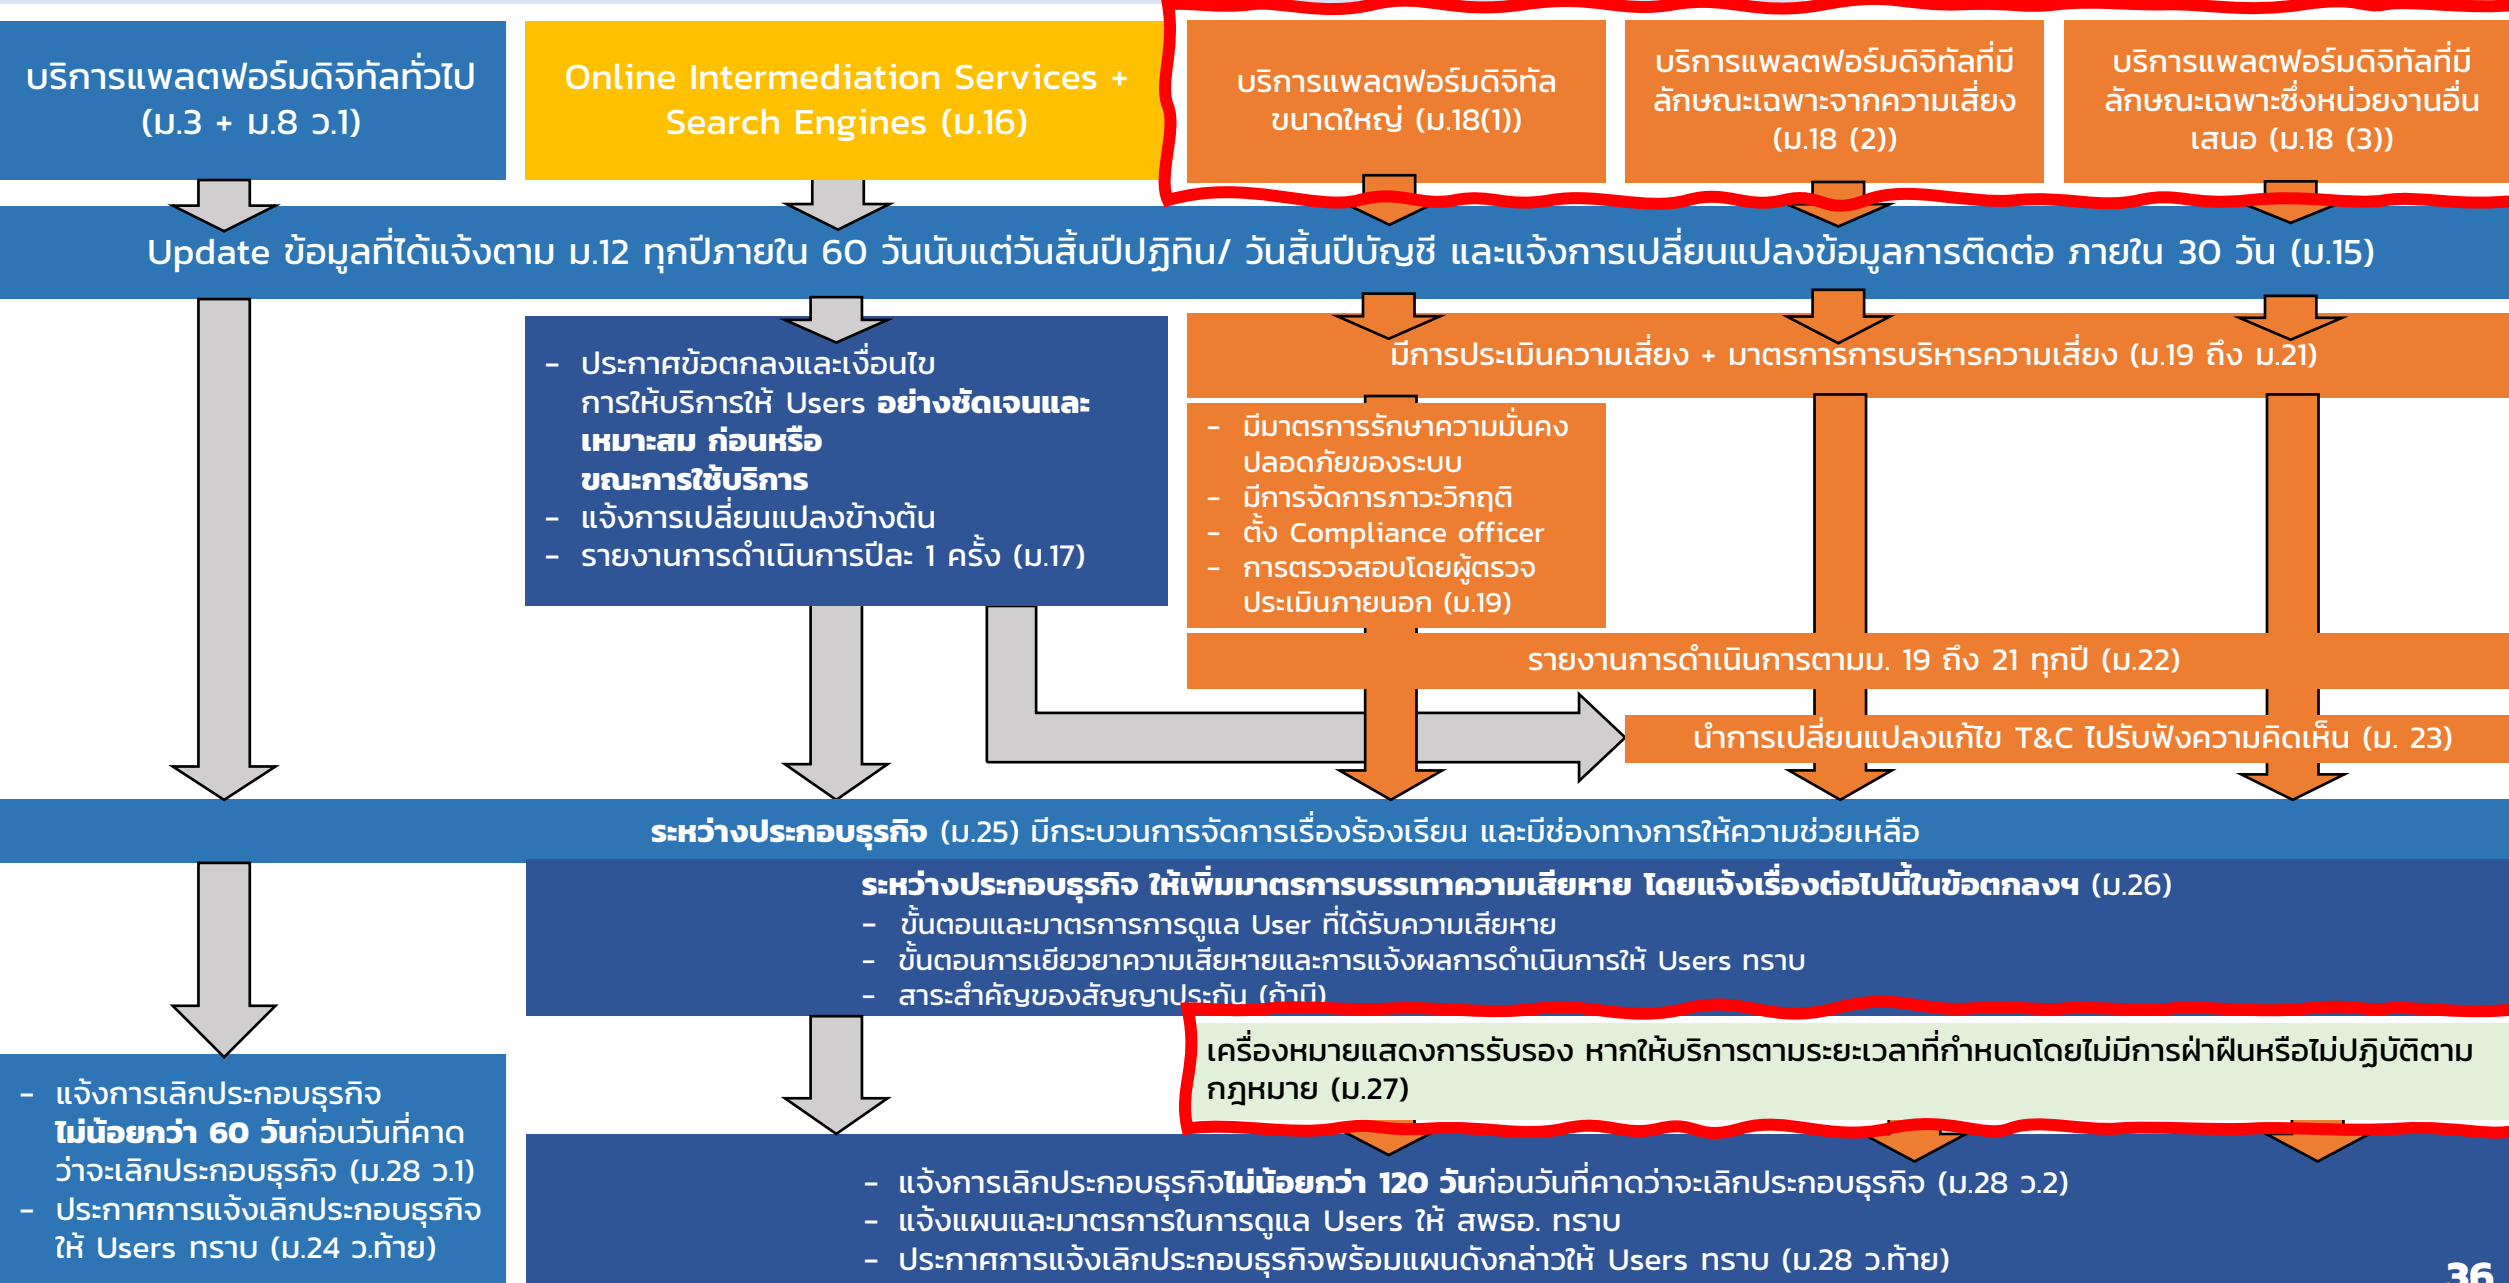 บริการแพลตฟอร์มดิจิทัลทั่วไป
(ม.3 + ม.8 ว.1)
Online Intermediation Services +
Search Engines (ม.16)
บริการแพลตฟอร์มดิจิทัล
ขนาดใหญ่ (ม.18(1))
บริการแพลตฟอร์มดิจิทัลที่มี
ลักษณะเฉพาะจากความเสี่ยง
(ม.18 (2))
บริการแพลตฟอร์มดิจิทัลที่มี
ลักษณะเฉพาะซึ่งหน่วยงานอื่น
เสนอ (ม.18 (3))
Update ข้อมูลที่ได้แจ้งตาม ม.12 ทุกปีภายใน 60 วันนับแต่วันสิ้นปีปฏิทิน/ วันสิ้นปีบัญชี และแจ้งการเปลี่ยนแปลงข้อมูลการติดต่อ ภายใน 30 วัน (ม.15)
- ประกาศข้อตกลงและเงื่อนไข
การให้บริการให้ Users อย่างชัดเจนและ
เหมาะสม ก่อนหรือ
ขณะการใช้บริการ
- แจ้งการเปลี่ยนแปลงข้างต้น
- รายงานการดำเนินการปีละ 1 ครั้ง (ม.17)
มีการประเมินความเสี่ยง + มาตรการการบริหารความเสี่ยง (ม.19 ถึง ม.21)
- มีมาตรการรักษาความมั่นคง
ปลอดภัยของระบบ
- มีการจัดการภาวะวิกฤติ
- ตั้ง Compliance officer
- การตรวจสอบโดยผู้ตรวจ
ประเมินภายนอก (ม.19)
รายงานการดำเนินการตามม. 19 ถึง 21 ทุกปี (ม.22)
นำการเปลี่ยนแปลงแก้ไข T&C ไปรับฟังความคิดเห็น (ม. 23)
ระหว่างประกอบธุรกิจ (ม.25) มีกระบวนการจัดการเรื่องร้องเรียน และมีช่องทางการให้ความช่วยเหลือ
ระหว่างประกอบธุรกิจ ให้เพิ่มมาตรการบรรเทาความเสียหาย โดยแจ้งเรื่องต่อไปนี้ในข้อตกลงฯ (ม.26)
- ขั้นตอนและมาตรการการดูแล User ที่ได้รับความเสียหาย
- ขั้นตอนการเยียวยาความเสียหายและการแจ้งผลการดำเนินการให้ Users ทราบ
- สาระสำคัญของสัญญาประกัน (ถ้ามี)
เครื่องหมายแสดงการรับรอง หากให้บริการตามระยะเวลาที่กำหนดโดยไม่มีการฝ่าฝืนหรือไม่ปฏิบัติตาม
กฎหมาย (ม.27)
- แจ้งการเลิกประกอบธุรกิจ
ไม่น้อยกว่า 60 วันก่อนวันที่คาด
ว่าจะเลิกประกอบธุรกิจ (ม.28 ว.1)
- ประกาศการแจ้งเลิกประกอบธุรกิจ
ให้ Users ทราบ (ม.24 ว.ท้าย)
- แจ้งการเลิกประกอบธุรกิจไม่น้อยกว่า 120 วันก่อนวันที่คาดว่าจะเลิกประกอบธุรกิจ (ม.28 ว.2)
- แจ้งแผนและมาตรการในการดูแล Users ให้ สพธอ. ทราบ
- ประกาศการแจ้งเลิกประกอบธุรกิจพร้อมแผนดังกล่าวให้ Users ทราบ (ม.28 ว.ท้าย)
36